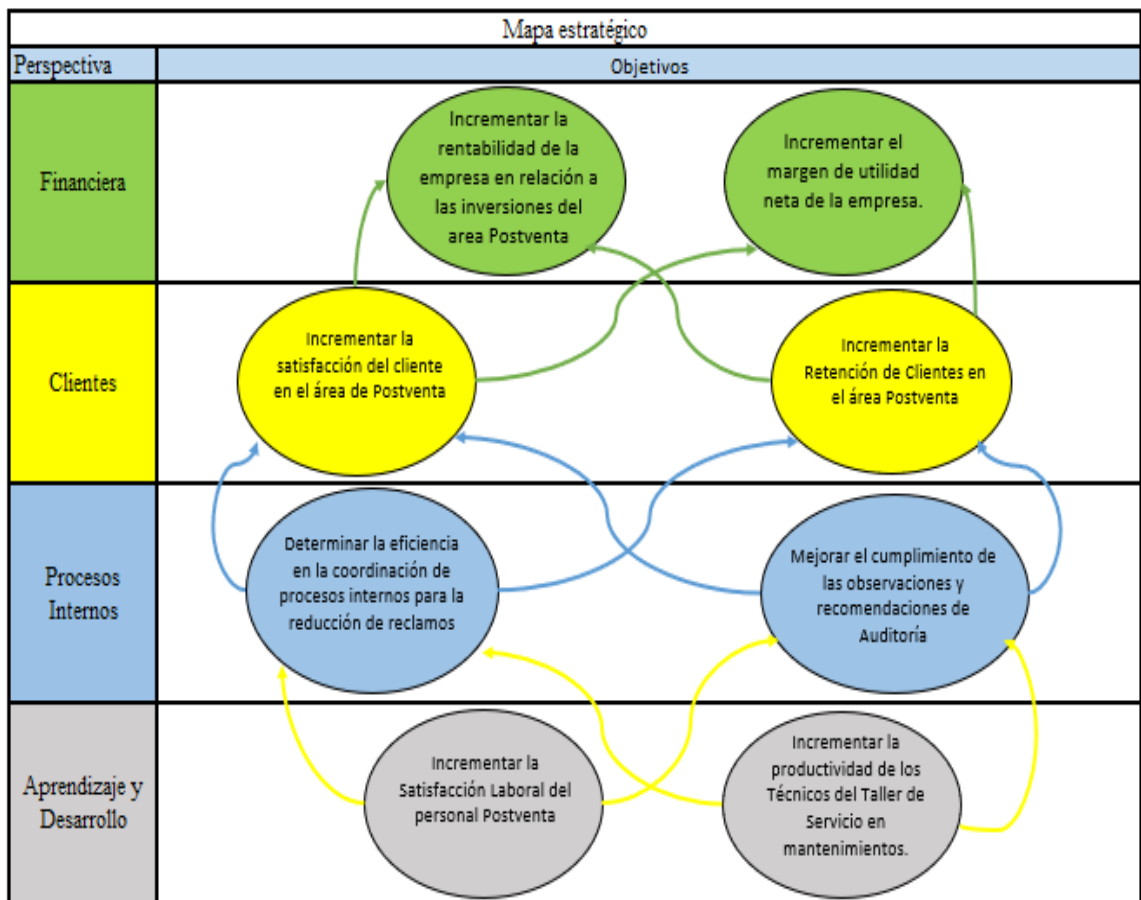 Mapa estratégico
Perspectiva
Objetivos
Financiera
Incrementar la
rentabilidad de la
empresa en relación a
las inversiones del
area Postventa
Incrementar el
margen de utilidad
neta de la empresa.
Clientes
Incrementar la
satisfacción del cliente
en el área de Postventa
Incrementar la
Retención de Clientes en
el área Postventa
Procesos
Internos
Determinar la eficiencia
en la coordinación de
procesos internos para la
reducción de reclamos
Mejorar el cumplimiento de
las observaciones y
recomendaciones de
Auditoría
Aprendizaje y
Desarrollo
Incrementar la
Satisfacción Laboral del
personal Postventa
Incrementar la
productividad de los
Técnicos del Taller de
Servicio en
mantenimientos.